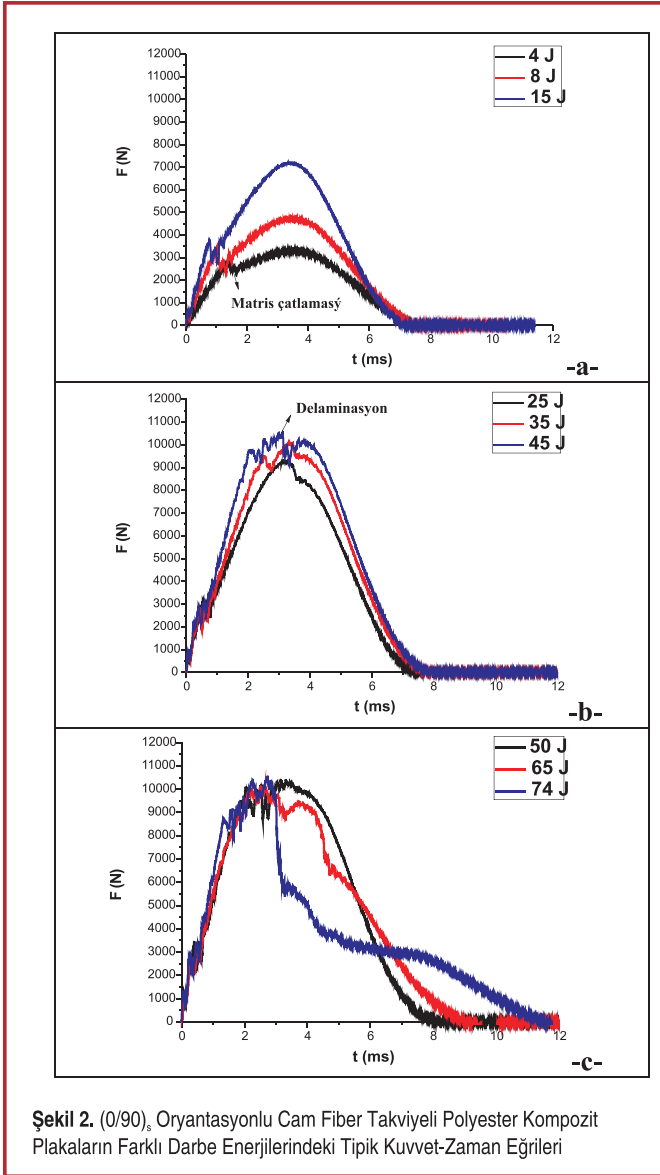 12000
11000
10000
9000
8000
7000
6000
5000
4000
3000
2000
1000
0
F (N)
4 J
8 J
15 J
Matris çatlamasý
0 2 4 6 8 10 12
t (ms)
-a-
12000
11000
10000
9000
8000
7000
6000
5000
4000
3000
2000
1000
0
F (N)
Delaminasyon
25 J
35 J
45 J
0 2 4 6 8 10 12
t (ms)
-b-
12000
11000
10000
9000
8000
7000
6000
5000
4000
3000
2000
1000
0
F (N)
50 J
65 J
74 J
0 2 4 6 8 10 12
t (ms)
-c-
Şekil 2. (0/90)s Oryantasyonlu Cam Fiber Takviyeli Polyester Kompozit
Plakaların Farklı Darbe Enerjilerindeki Tipik Kuvvet-Zaman Eğrileri